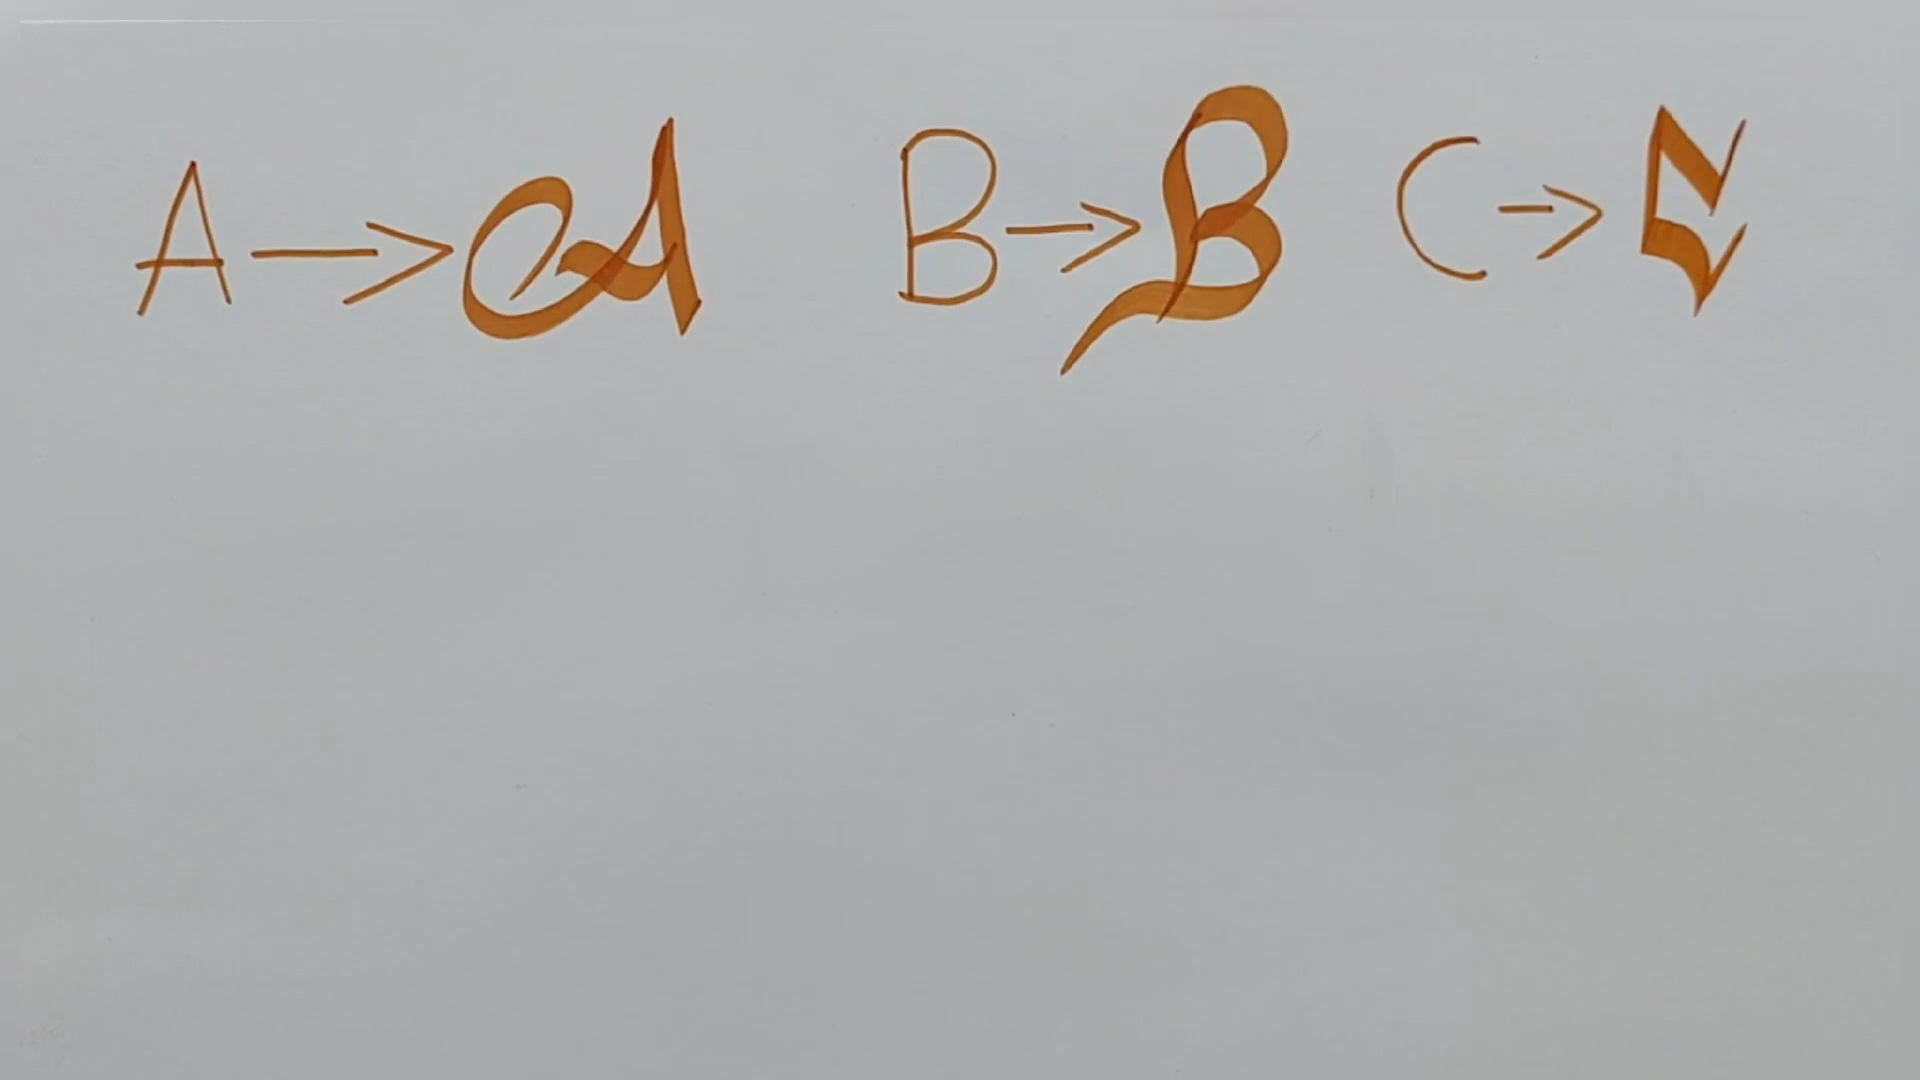 A → A B → B C → C